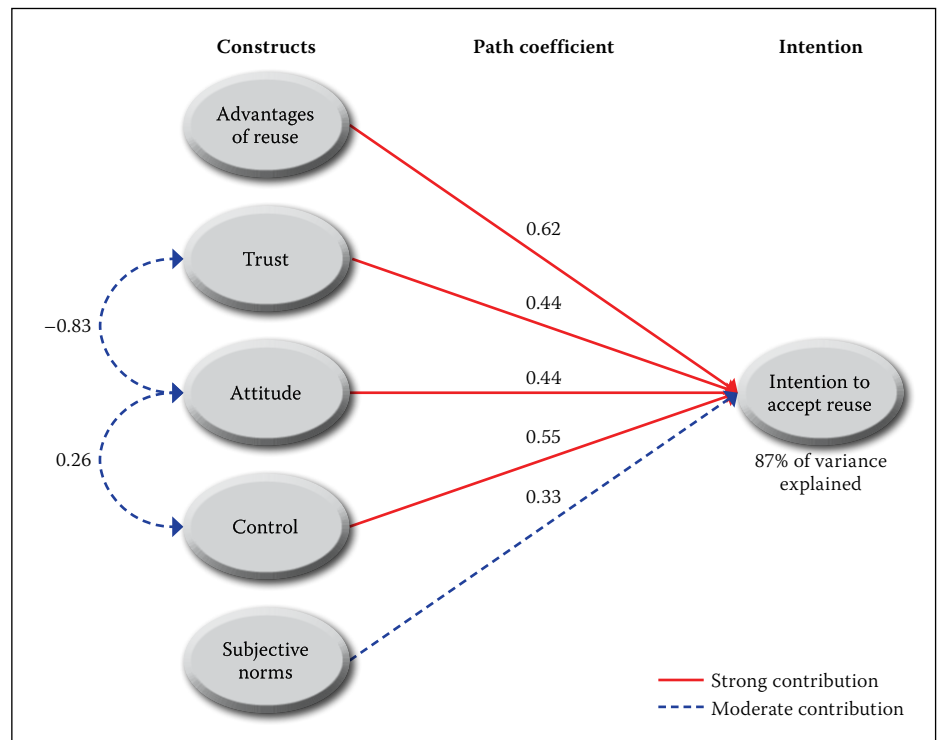 Constructs
Path coefficient
Intention
Advantages
of reuse
0.62
Trust
0.44
−0.83
Attitude
0.44
Intention to
accept reuse
0.55
0.26
87% of variance
explained
0.33
Control
Subjective
norms
Strong contribution
Moderate contribution